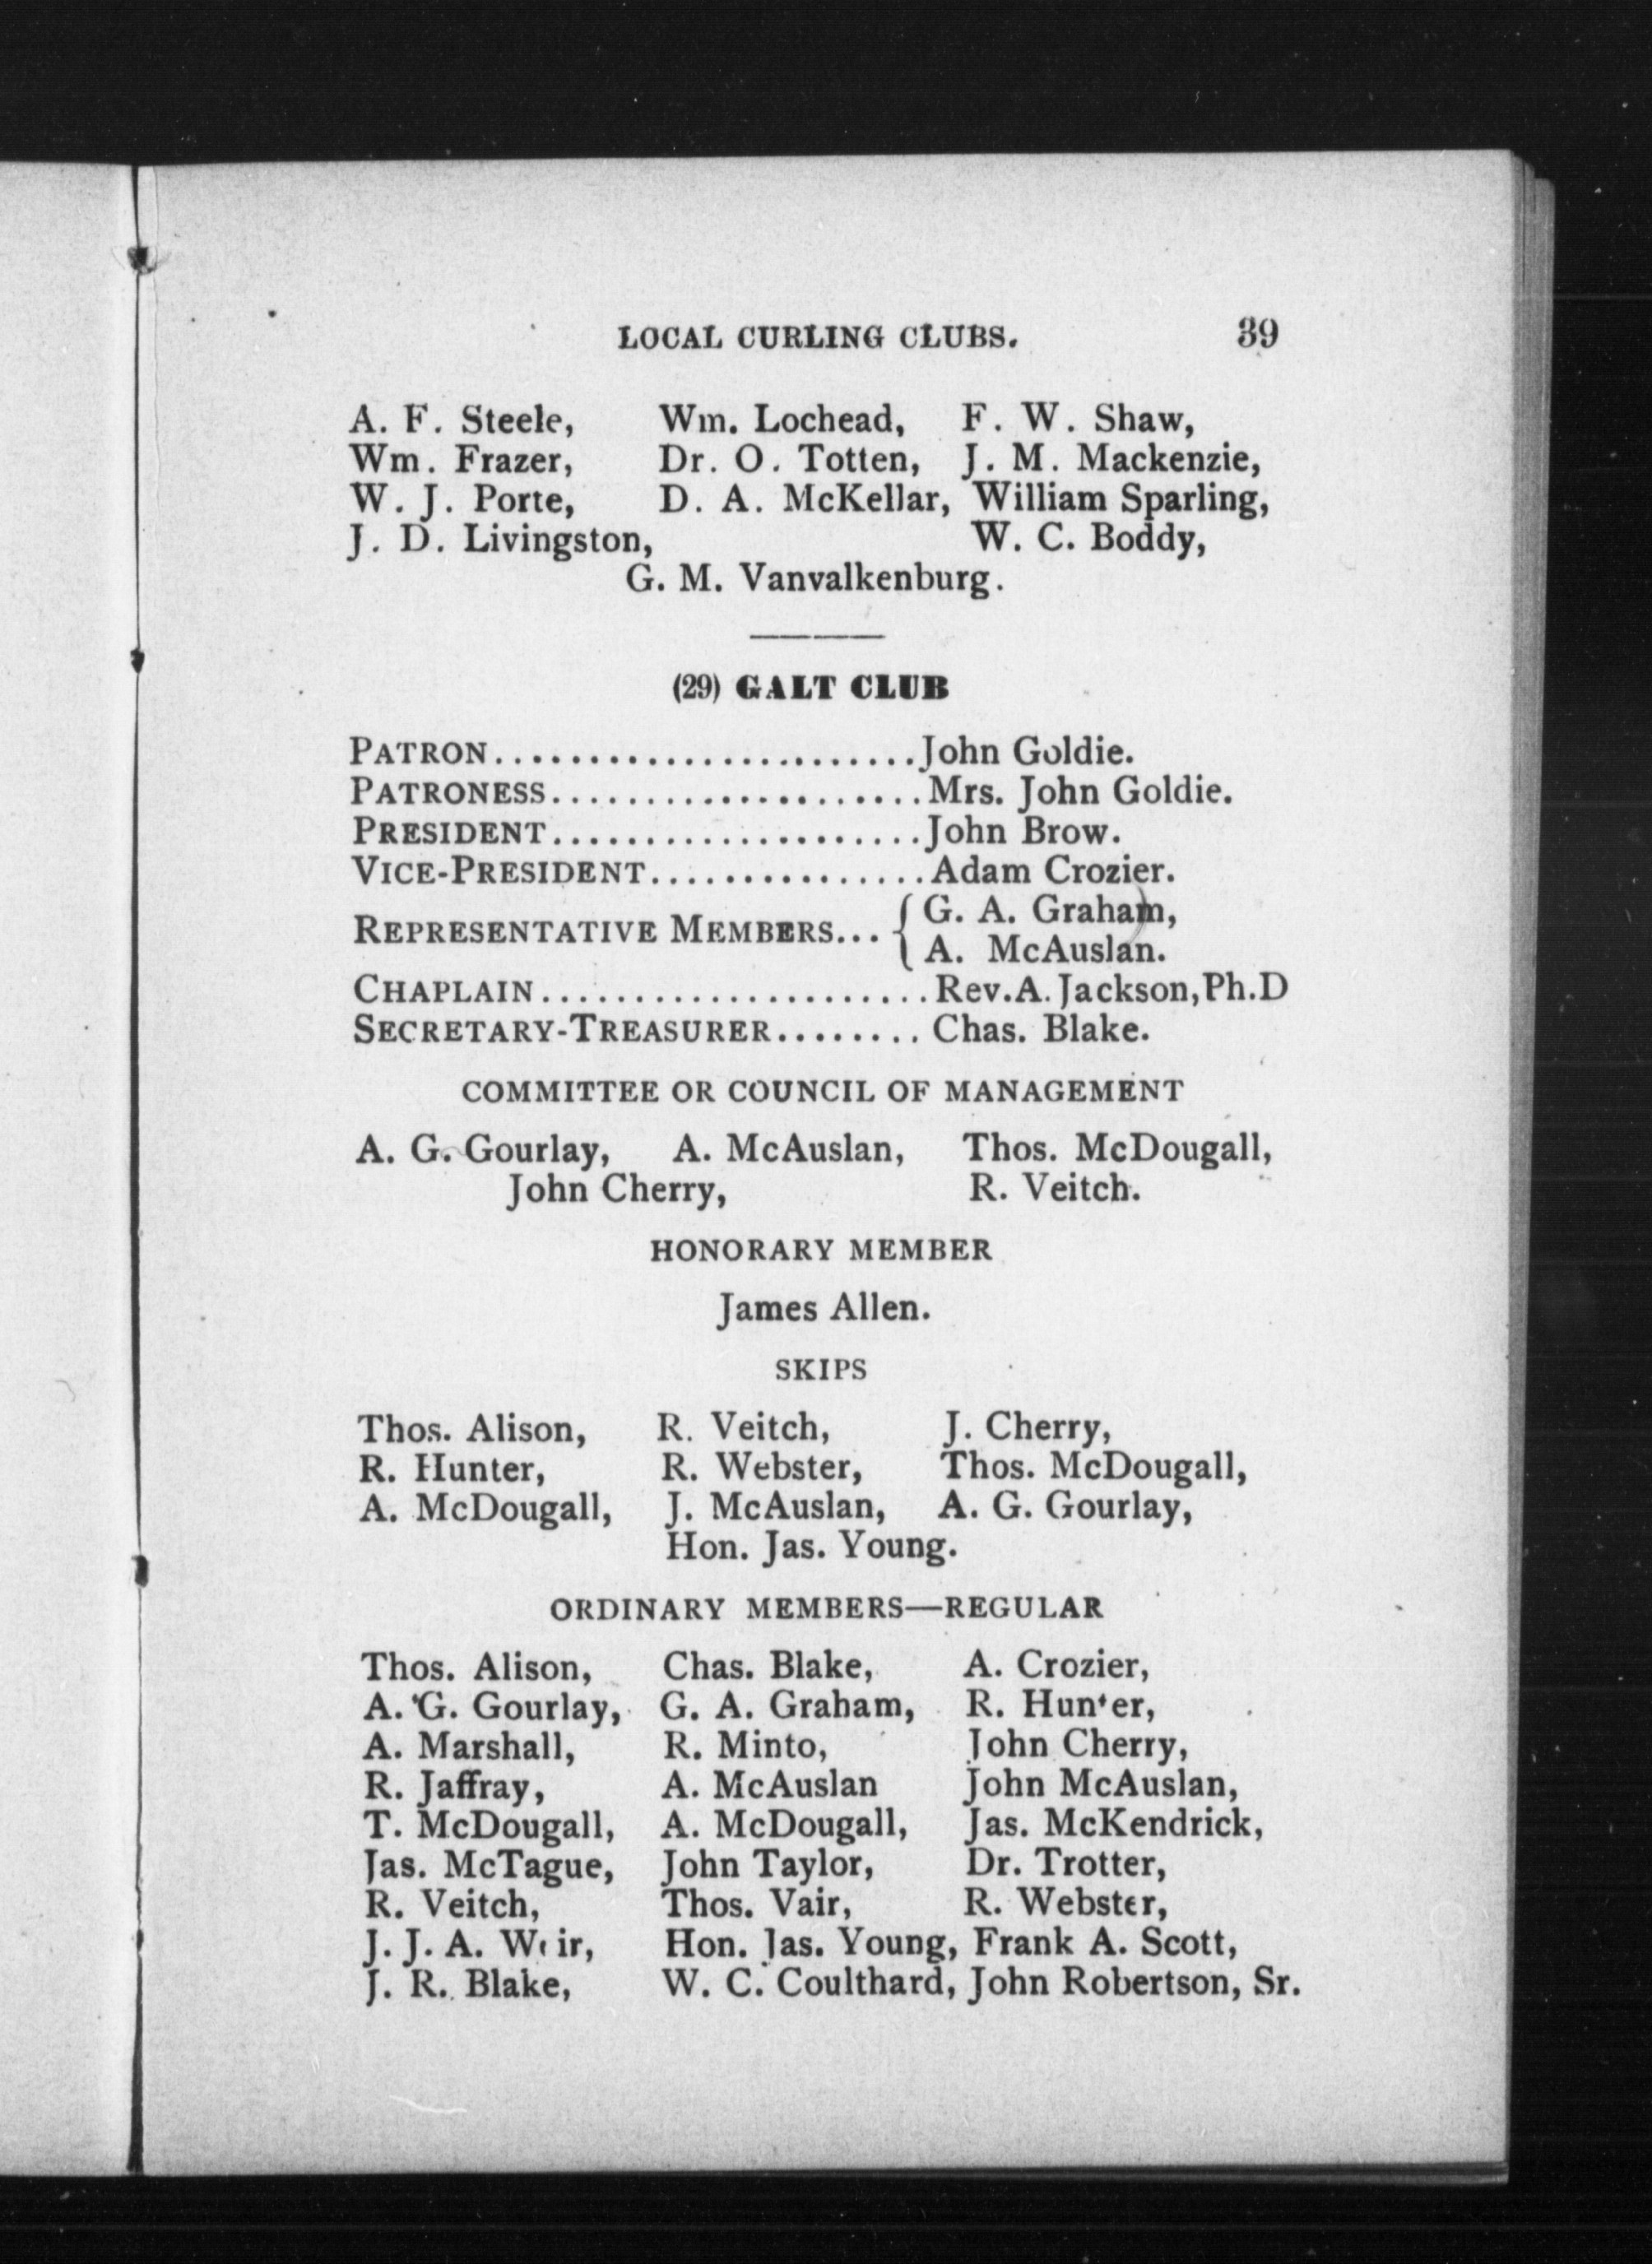 LOCAL CURLING CLUBS. 39
A. F. Steele, Wm. Lochead, F. W. Shaw,
Wm. Frazer, Dr. O. Totten, J. M. Mackenzie,
W. J. Porte, D. A. McKellar, William Sparling,
J. D. Livingston, W. C. Boddy,
G. M. Vanvalkenburg.
(29) GALT CLUB
PATRON........................John Goldie.
PATRONESS.....................Mrs. John Goldie.
PRESIDENT.....................John Brow.
VICE-PRESIDENT................Adam Crozier.
REPRESENTATIVE MEMBERS... { G. A. Graham,
A. McAuslan.
CHAPLAIN......................Rev. A. Jackson, Ph.D
SECRETARY-TREASURER........ Chas. Blake.
COMMITTEE OR COUNCIL OF MANAGEMENT
A. G. Gourlay, A. McAuslan, Thos. McDougall,
John Cherry, R. Veitch.
HONORARY MEMBER
James Allen.
SKIPS
Thos. Alison, R. Veitch, J. Cherry,
R. Hunter, R. Webster, Thos. McDougall,
A. McDougall, J. McAuslan, A. G. Gourlay,
Hon. Jas. Young.
ORDINARY MEMBERS—REGULAR
Thos. Alison, Chas. Blake, A. Crozier,
A. G. Gourlay, G. A. Graham, R. Hunter,
A. Marshall, R. Minto, John Cherry,
R. Jaffray, A. McAuslan John McAuslan,
T. McDougall, A. McDougall, Jas. McKendrick,
Jas. McTague, John Taylor, Dr. Trotter,
R. Veitch, Thos. Vair, R. Webster,
J. J. A. Weir, Hon. Jas. Young, Frank A. Scott,
J. R. Blake, W. C. Coulthard, John Robertson, Sr.